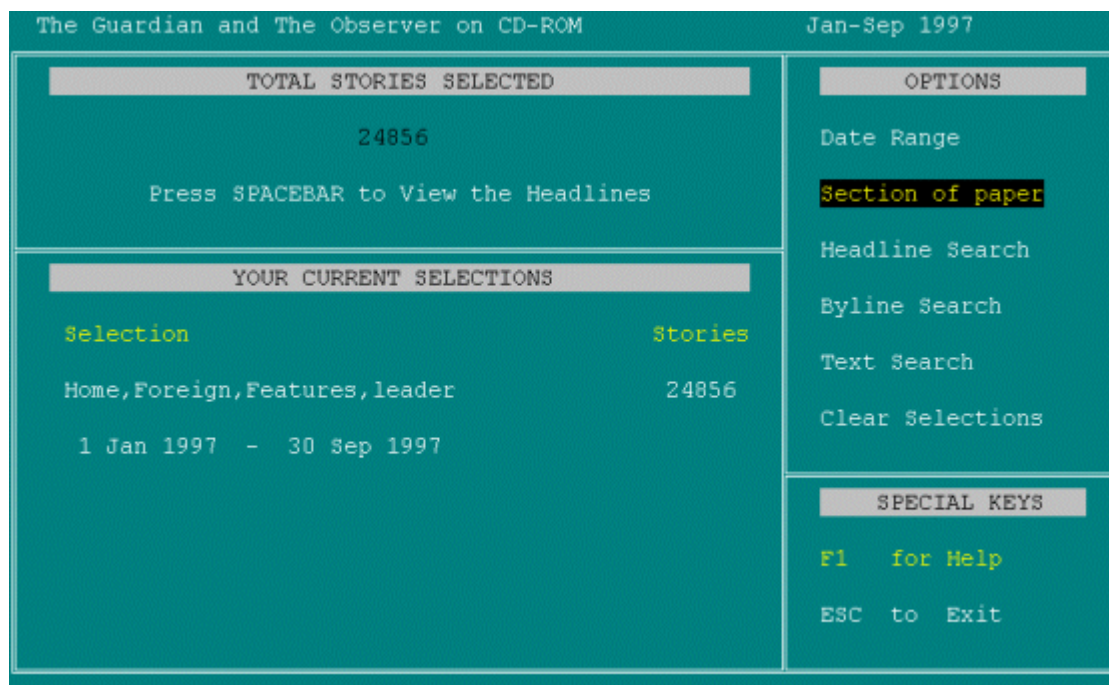 The Guardian and The Observer on CD-ROM Jan-Sep 1997
TOTAL STORIES SELECTED
24856
Press SPACEBAR to View the Headlines
YOUR CURRENT SELECTIONS
Selection Stories
Home,Foreign,Features,leader 24856
1 Jan 1997 - 30 Sep 1997
OPTIONS
Date Range
Section of paper
Headline Search
Byline Search
Text Search
Clear Selections
SPECIAL KEYS
F1 for Help
ESC to Exit